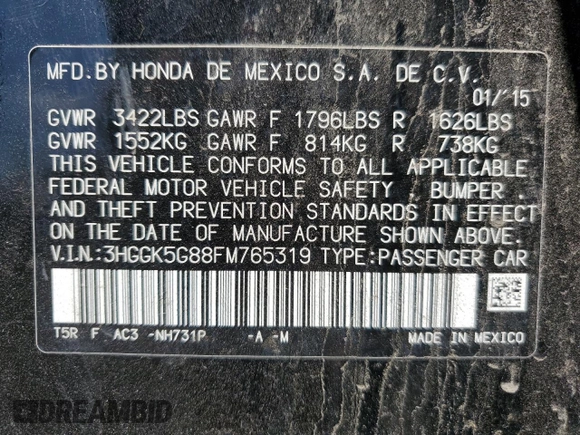 MFD. BY HONDA DE MEXICO S.A. DE C.V.
01/'15
GVWR 3422LBS GAWR F 1796LBS R 1626LBS
GVWR 1552KG GAWR F 814KG R 738KG
THIS VEHICLE CONFORMS TO ALL APPLICABLE
FEDERAL MOTOR VEHICLE SAFETY BUMPER,
AND THEFT PREVENTION STANDARDS IN EFFECT
ON THE DATE OF MANUFACTURE SHOWN ABOVE.
V.I.N.:3HGGK5G88FM765319 TYPE:PASSENGER CAR
T5R F AC3 -NH731P -A -M
MADE IN MEXICO
DREAMBID